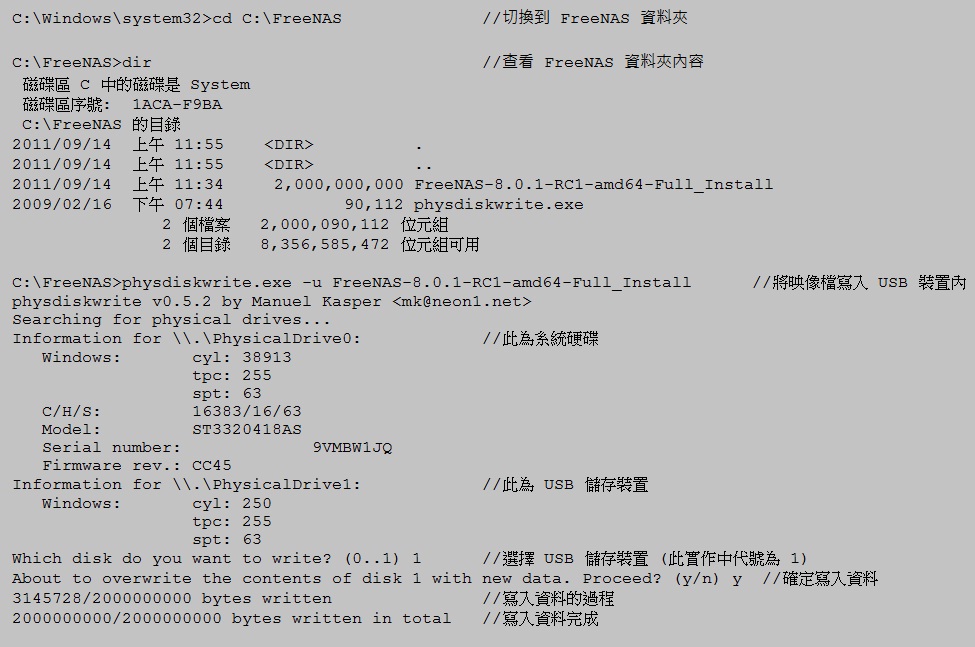 C:\Windows\system32>cd C:\FreeNAS //切換到 FreeNAS 資料夾
C:\FreeNAS>dir //查看 FreeNAS 資料夾內容
磁碟區 C 中的磁碟是 System
磁碟區序號: 1ACA-F9BA
C:\FreeNAS 的目錄
2011/09/14 上午 11:55 <DIR> .
2011/09/14 上午 11:55 <DIR> ..
2011/09/14 上午 11:34 2,000,000,000 FreeNAS-8.0.1-RC1-amd64-Full_Install
2009/02/16 下午 07:44 90,112 physdiskwrite.exe
2 個檔案 2,000,090,112 位元組
2 個目錄 8,356,585,472 位元組可用
C:\FreeNAS>physdiskwrite.exe -u FreeNAS-8.0.1-RC1-amd64-Full_Install //將映像檔寫入 USB 裝置內
physdiskwrite v0.5.2 by Manuel Kasper <mk@neon1.net>
Searching for physical drives...
Information for \\.\PhysicalDrive0: //此為系統硬碟
Windows: cyl: 38913
tpc: 255
spt: 63
C/H/S: 16383/16/63
Model: ST3320418AS
Serial number: 9VMBW1JQ
Firmware rev.: CC45
Information for \\.\PhysicalDrive1: //此為 USB 儲存裝置
Windows: cyl: 250
tpc: 255
spt: 63
Which disk do you want to write? (0..1) 1 //選擇 USB 儲存裝置 (此實作中代號為 1)
About to overwrite the contents of disk 1 with new data. Proceed? (y/n) y //確定寫入資料
3145728/2000000000 bytes written //寫入資料的過程
2000000000/2000000000 bytes written in total //寫入資料完成